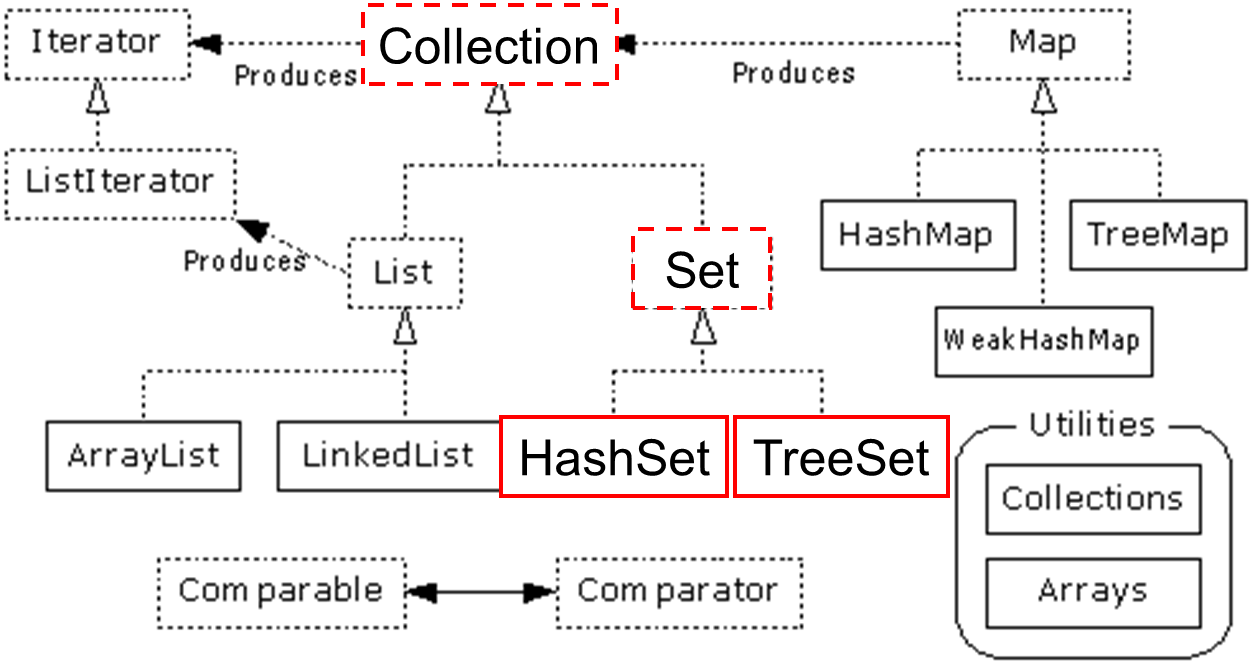 Iterator
Collection
Map
Produces
Produces
ListIterator
Produces
List
Set
HashMap
TreeMap
WeakHashMap
ArrayList
LinkedList
HashSet
TreeSet
Utilities
Collections
Arrays
Comparable
Comparator